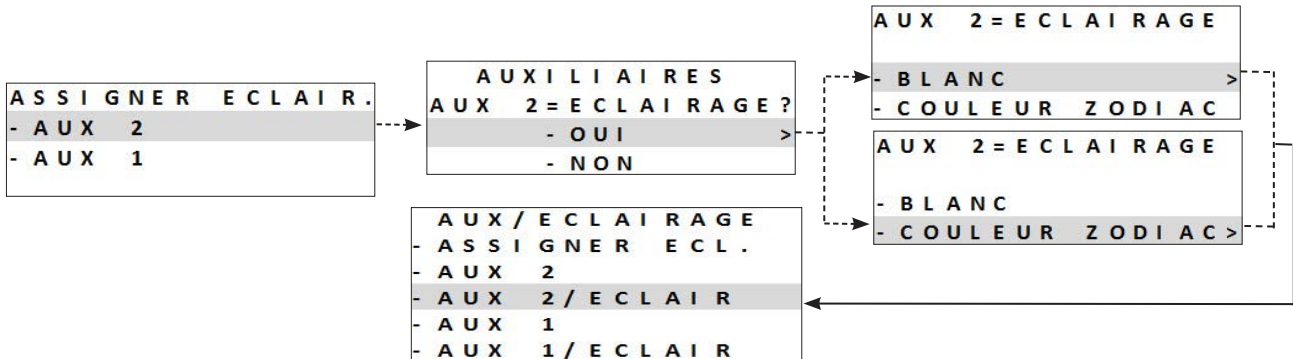 ASSIGNER ECLAIR.
- AUX 2
- AUX 1
AUXILIAIRES
AUX 2=ECLAIRAGE?
- OUI >
- NON
AUX 2=ECLAIRAGE
- BLANC >
- COULEUR ZODIAC
AUX 2=ECLAIRAGE
- BLANC
- COULEUR ZODIAC>
AUX/ECLAIRAGE
- ASSIGNER ECL.
- AUX 2
- AUX 2/ECLAIR
- AUX 1
- AUX 1/ECLAIR